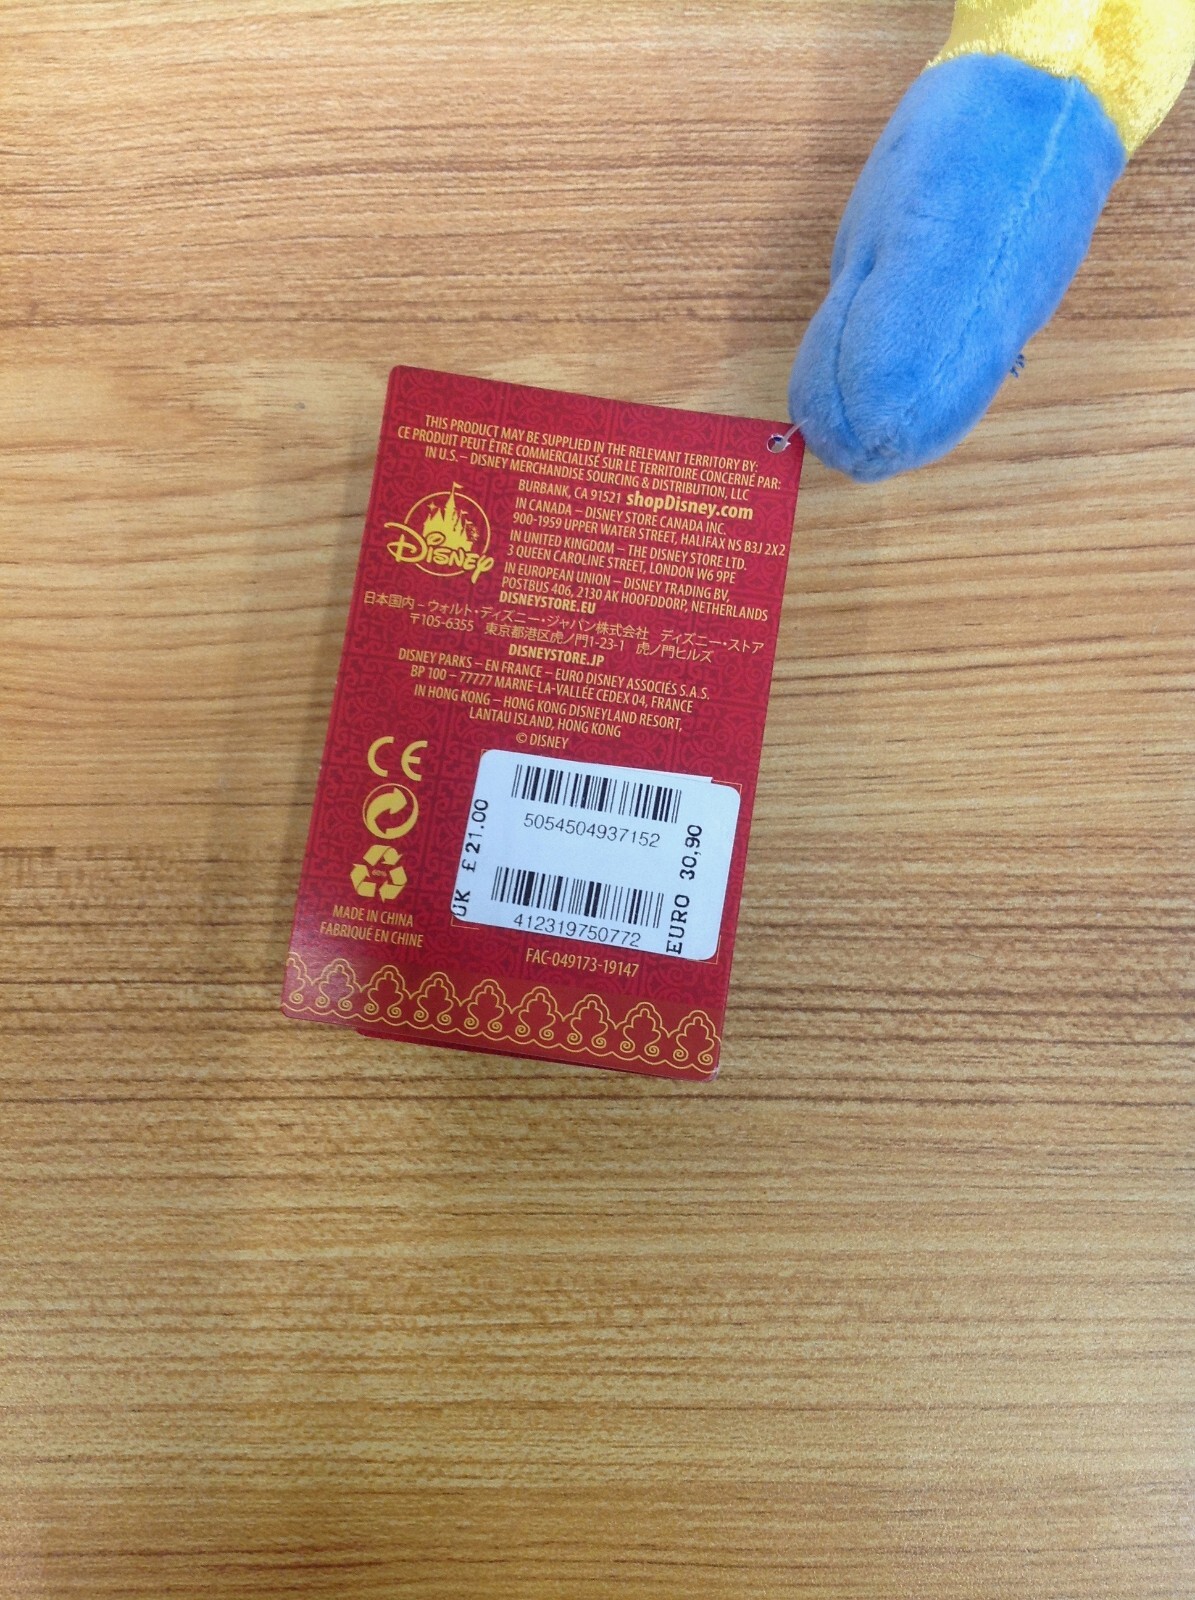 THIS PRODUCT MAY BE SUPPLIED IN THE RELEVANT TERRITORY BY:
CE PRODUIT PEUT ÊTRE COMMERCIALISÉ SUR LE TERRITOIRE CONCERNÉ PAR:
IN U.S. – DISNEY MERCHANDISE SOURCING & DISTRIBUTION, LLC
BURBANK, CA 91521 shopDisney.com
IN CANADA – DISNEY STORE CANADA INC.
900-1959 UPPER WATER STREET, HALIFAX NS B3J 2X2
IN UNITED KINGDOM – THE DISNEY STORE LTD.
3 QUEEN CAROLINE STREET, LONDON W6 9PE
IN EUROPEAN UNION – DISNEY TRADING BV,
POSTBUS 406, 2130 AK HOOFDDORP, NETHERLANDS
DISNEYSTORE.EU
Disney
日本国内 – ウォルト・ディズニー・ジャパン株式会社 ディズニー・ストア
〒105-6355 東京都港区虎ノ門1-23-1 虎ノ門ヒルズ
DISNEYSTORE.JP
DISNEY PARKS – EN FRANCE – EURO DISNEY ASSOCIÉS S.A.S.
BP 100 – 77777 MARNE-LA-VALLÉE CEDEX 04, FRANCE
IN HONG KONG – HONG KONG DISNEYLAND RESORT,
LANTAU ISLAND, HONG KONG
© DISNEY
CE
MADE IN CHINA
FABRIQUÉ EN CHINE
UK £ 21.00
5054504937152
412319750772
EURO 30,90
FAC-049173-19147